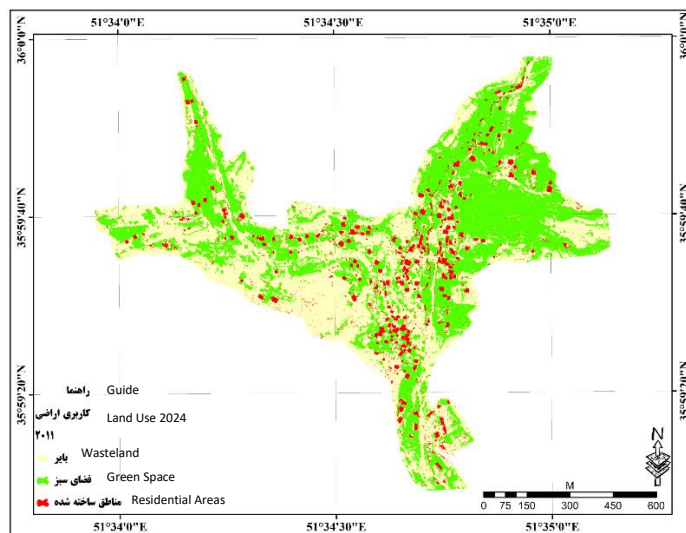 51°34'0"E 51°34'30"E 51°35'0"E
36°0'0"N
36°0'0"N
35°59'40"N
35°59'40"N
35°59'20"N
35°59'20"N
راهنما Guide
کاربری اراضی Land Use 2024
۲۰۱۱
بایر Wasteland
فضای سبز Green Space
مناطق ساخته شده Residential Areas
N
M
0 75 150 300 450 600
51°34'0"E 51°34'30"E 51°35'0"E